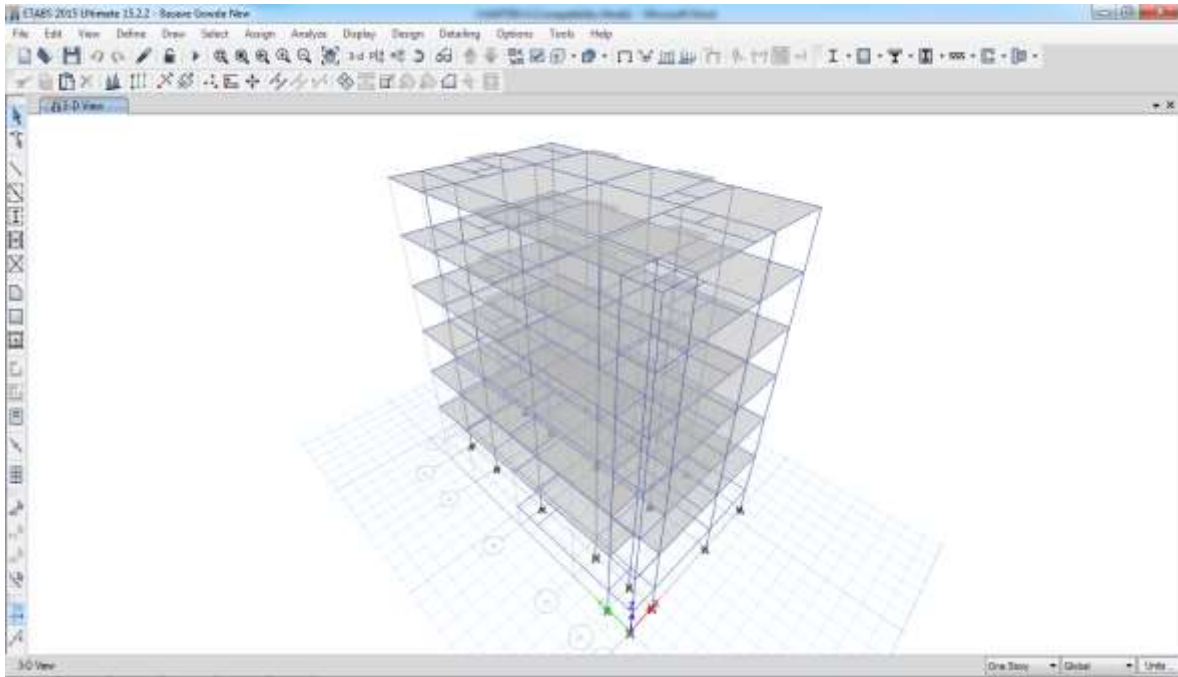 ETABS 2015 Ultimate 15.2.2 - Basave Gowda New
File Edit View Define Draw Select Assign Analyze Display Design Detailing Options Tools Help
3-D View
3-D View One Story Global Units...